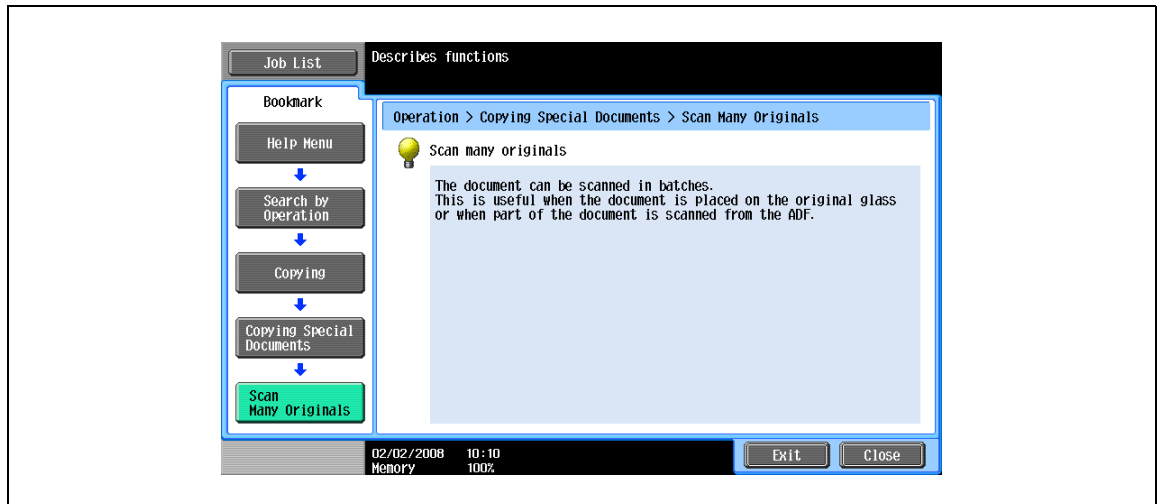 Job List
Describes functions
Bookmark
Help Menu
Search by
Operation
Copying
Copying Special
Documents
Scan
Many Originals
Operation > Copying Special Documents > Scan Many Originals
Scan many originals
The document can be scanned in batches.
This is useful when the document is placed on the original glass
or when part of the document is scanned from the ADF.
02/02/2008 10:10
Memory 100%
Exit
Close